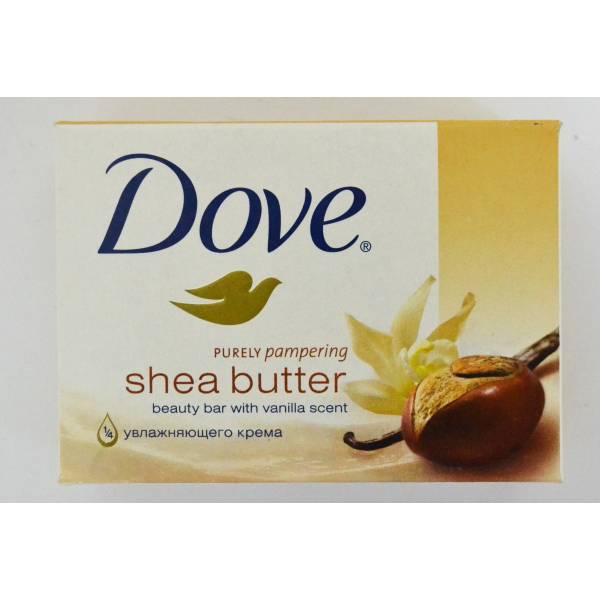 Dove®
PURELY pampering
shea butter
beauty bar with vanilla scent
¼ увлажняющего крема